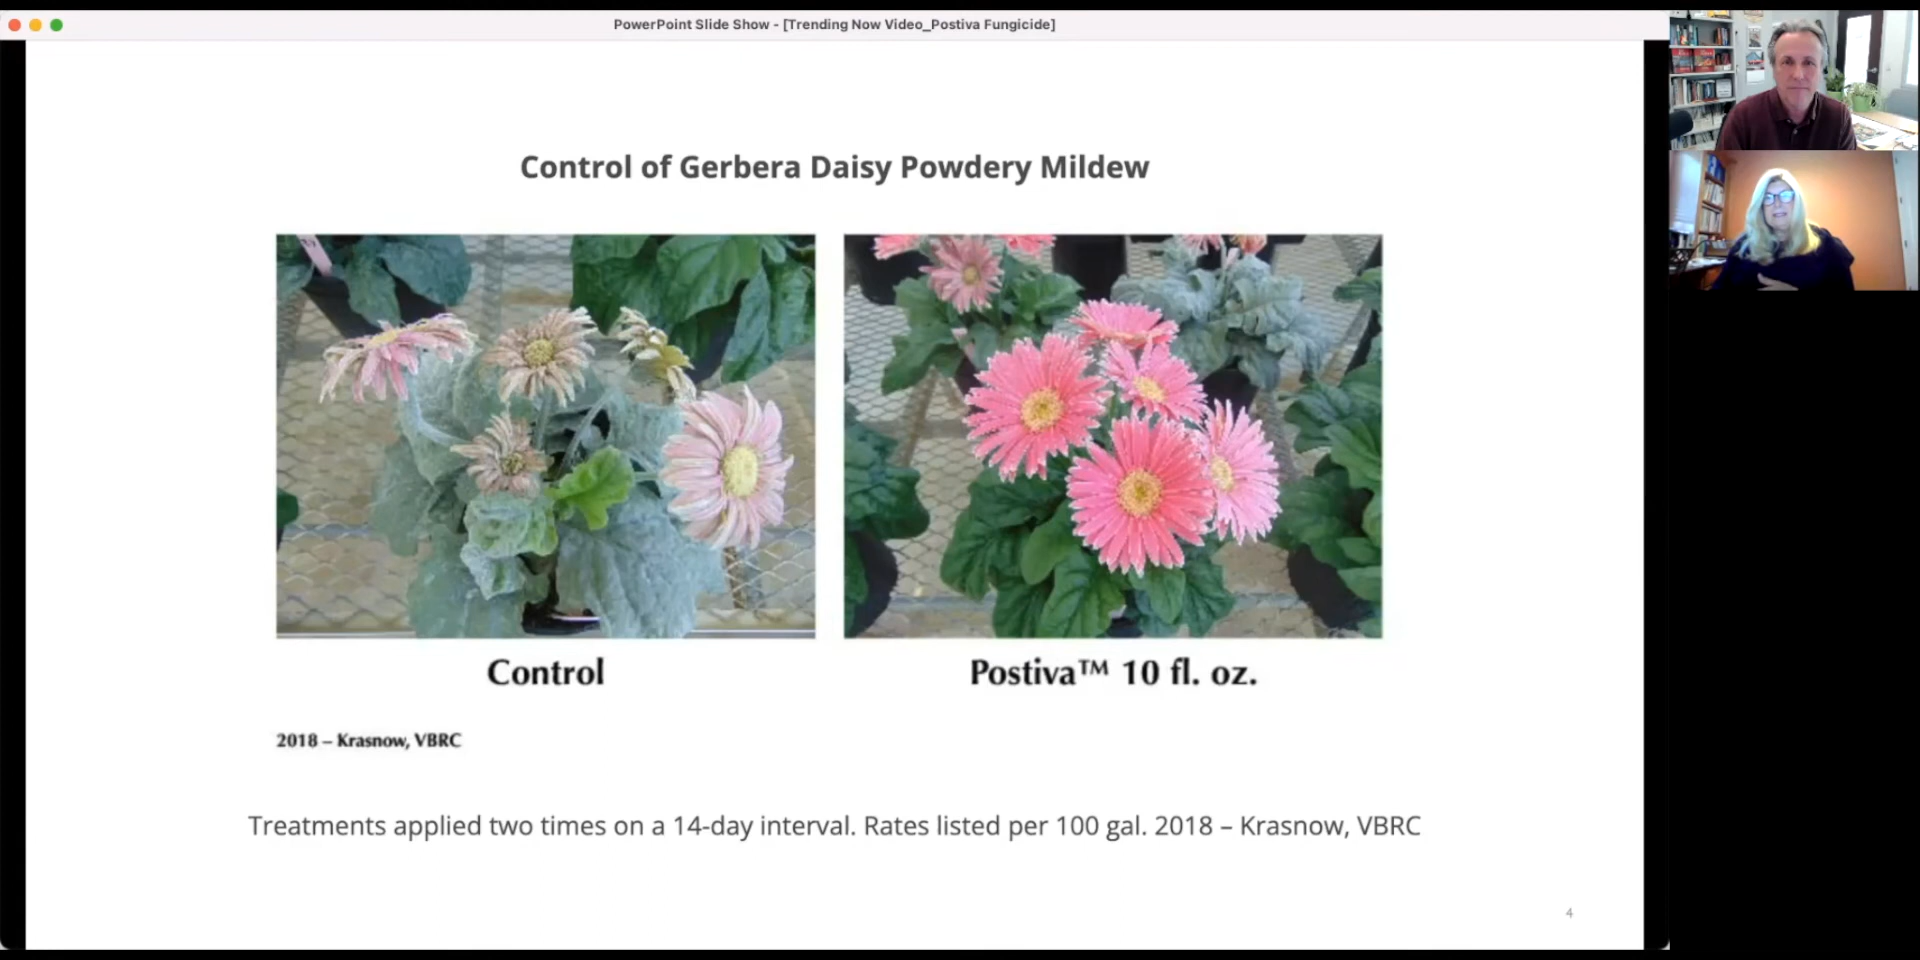 PowerPoint Slide Show - [Trending Now Video_Postiva Fungicide]
Control of Gerbera Daisy Powdery Mildew
Control
Postiva™ 10 fl. oz.
2018 – Krasnow, VBRC
Treatments applied two times on a 14-day interval. Rates listed per 100 gal. 2018 – Krasnow, VBRC
4